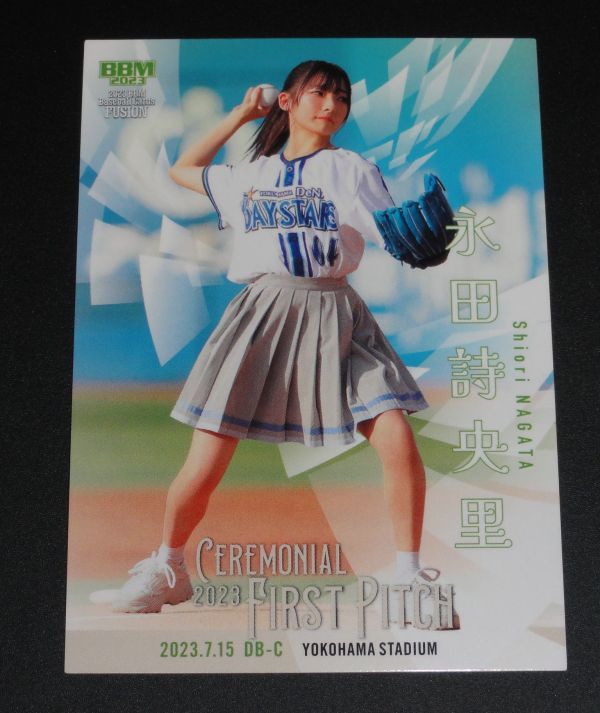 BBM
2023
2023 BBM
Baseball Cards
FUSION
YOKOHAMA DeNA
BAYSTARS
永田詩央里
Shiori NAGATA
CEREMONIAL
2023 FIRST PITCH
2023.7.15 DB-C YOKOHAMA STADIUM